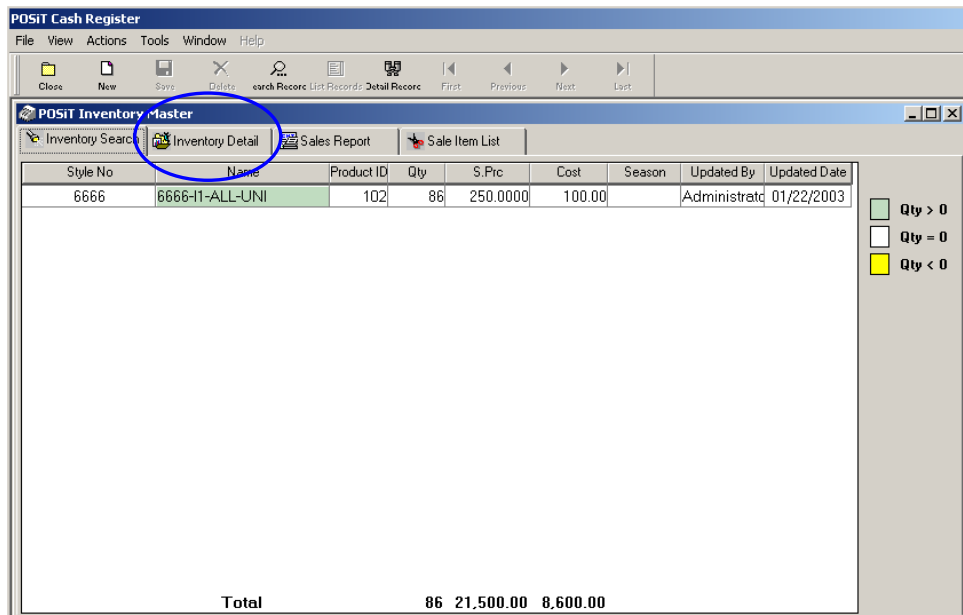 POSiT Cash Register
File View Actions Tools Window Help
Close New Save Delete earch Recorc List Records Detail Recorc First Previous Next Last
POSiT Inventory Master
Inventory Search Inventory Detail Sales Report Sale Item List
Style No Name Product ID Qty S.Prc Cost Season Updated By Updated Date
6666 6666-I1-ALL-UNI 102 86 250.0000 100.00 Administratc 01/22/2003
Qty > 0
Qty = 0
Qty < 0
Total 86 21,500.00 8,600.00